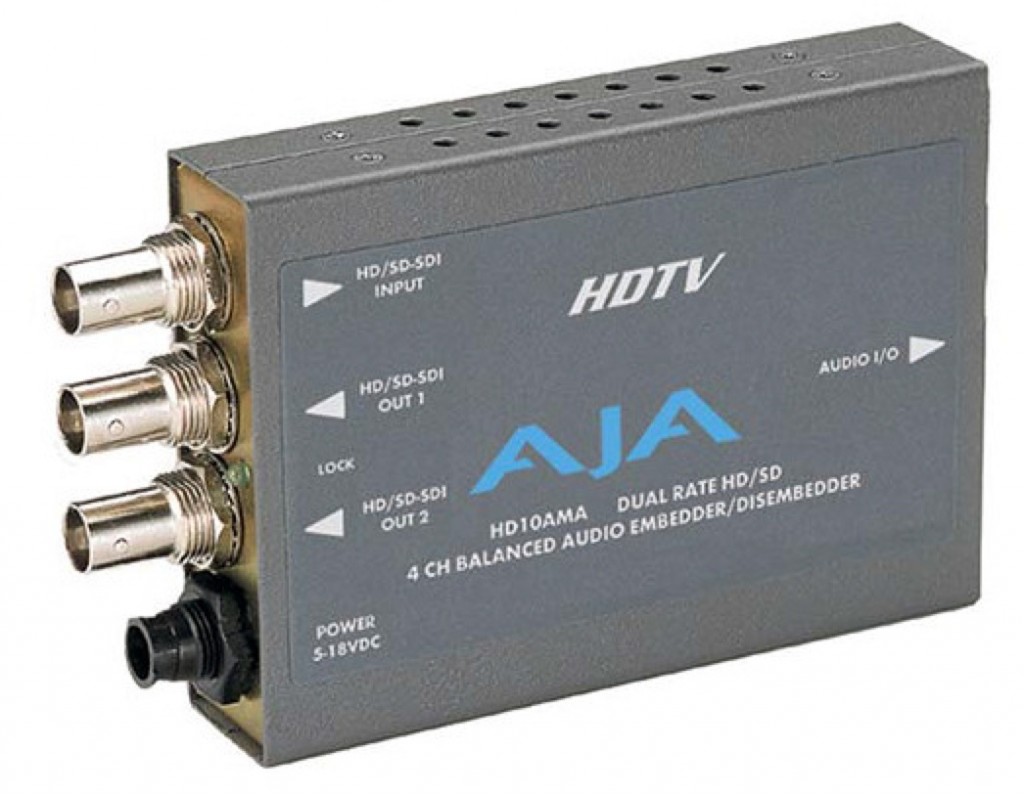 HD/SD-SDI
INPUT
HDTV
AUDIO I/O
HD/SD-SDI
OUT 1
AJA
LOCK
HD/SD-SDI
OUT 2
HD10AMA DUAL RATE HD/SD
4 CH BALANCED AUDIO EMBEDDER/DISEMBEDDER
POWER
5-18VDC